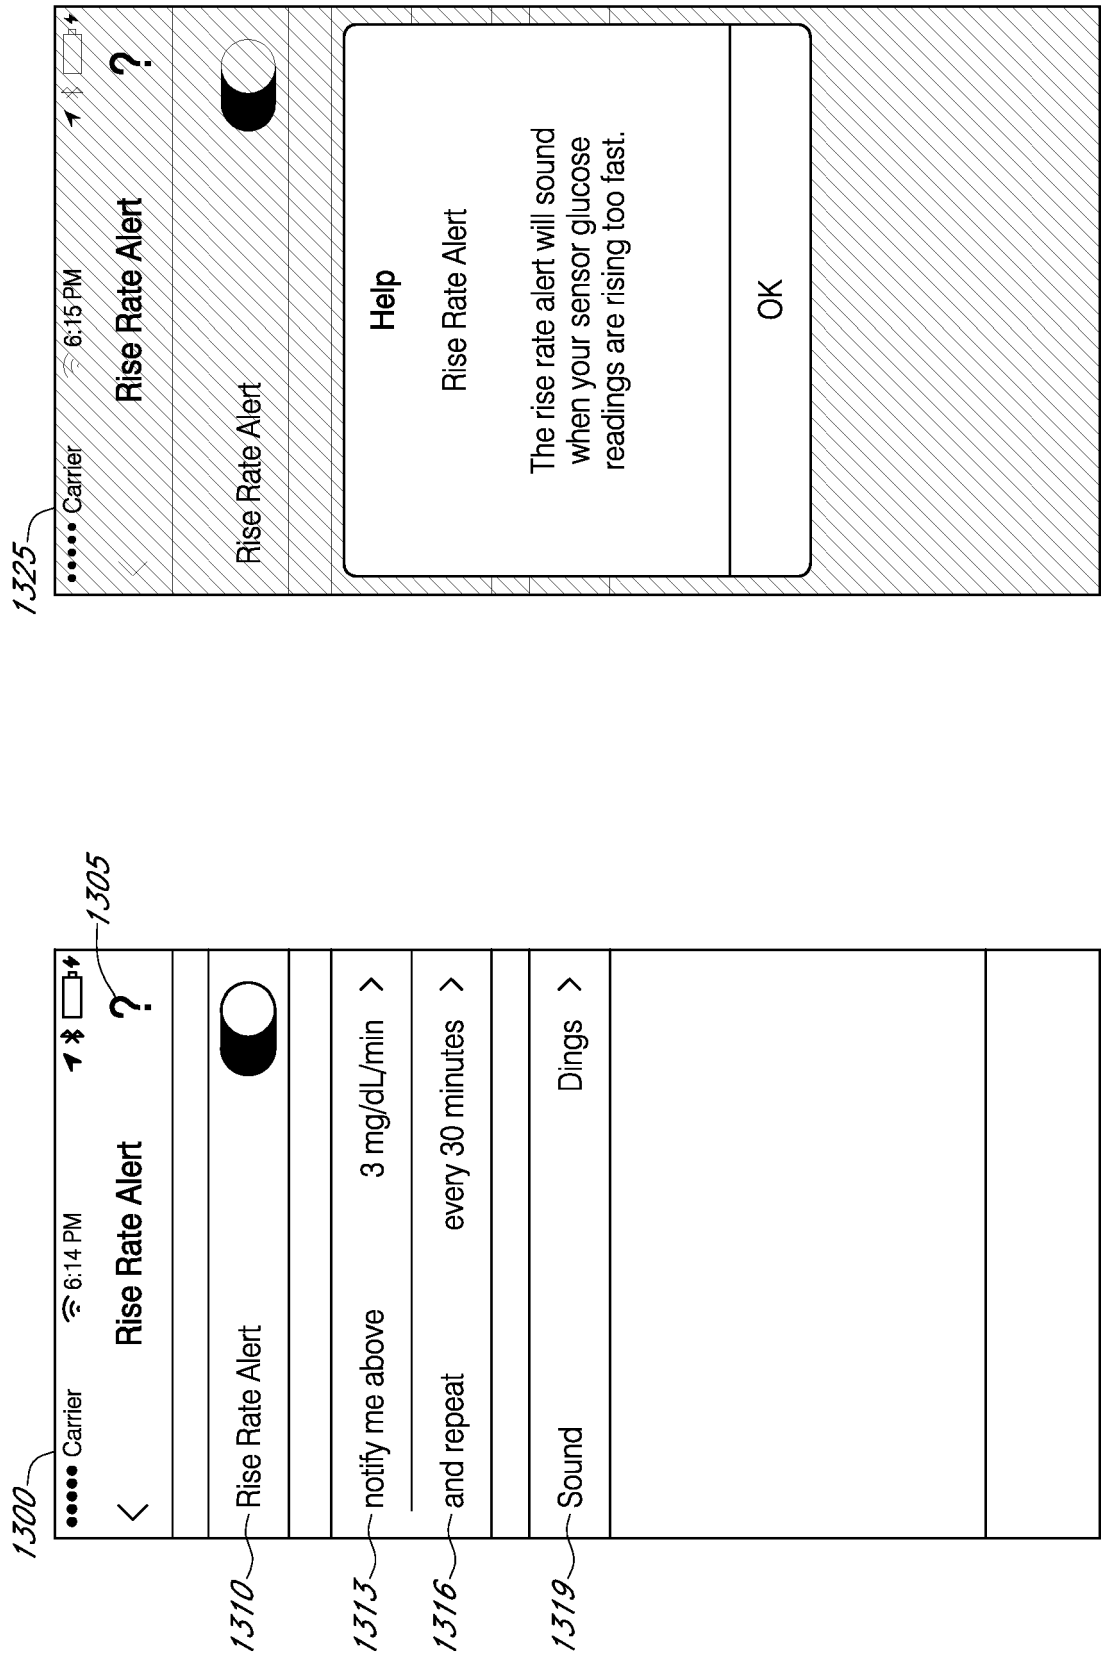 1300
••••• Carrier 6:14 PM
< Rise Rate Alert ?
1305
1310 Rise Rate Alert
1313 notify me above 3 mg/dL/min >
1316 and repeat every 30 minutes >
1319 Sound Dings >
1325
••••• Carrier 6:15 PM
< Rise Rate Alert ?
Rise Rate Alert
Help
Rise Rate Alert
The rise rate alert will sound
when your sensor glucose
readings are rising too fast.
OK